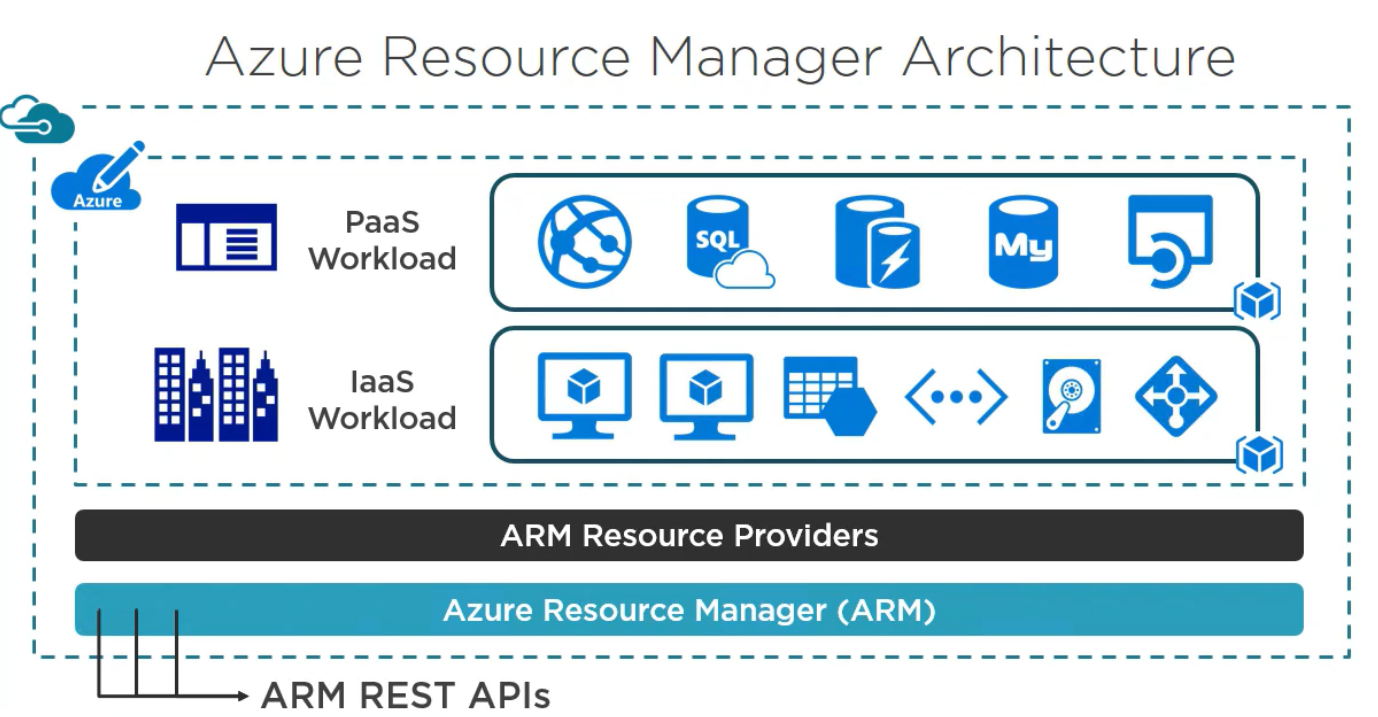 Azure Resource Manager Architecture
Azure
PaaS
Workload
SQL
My
IaaS
Workload
ARM Resource Providers
Azure Resource Manager (ARM)
ARM REST APIs